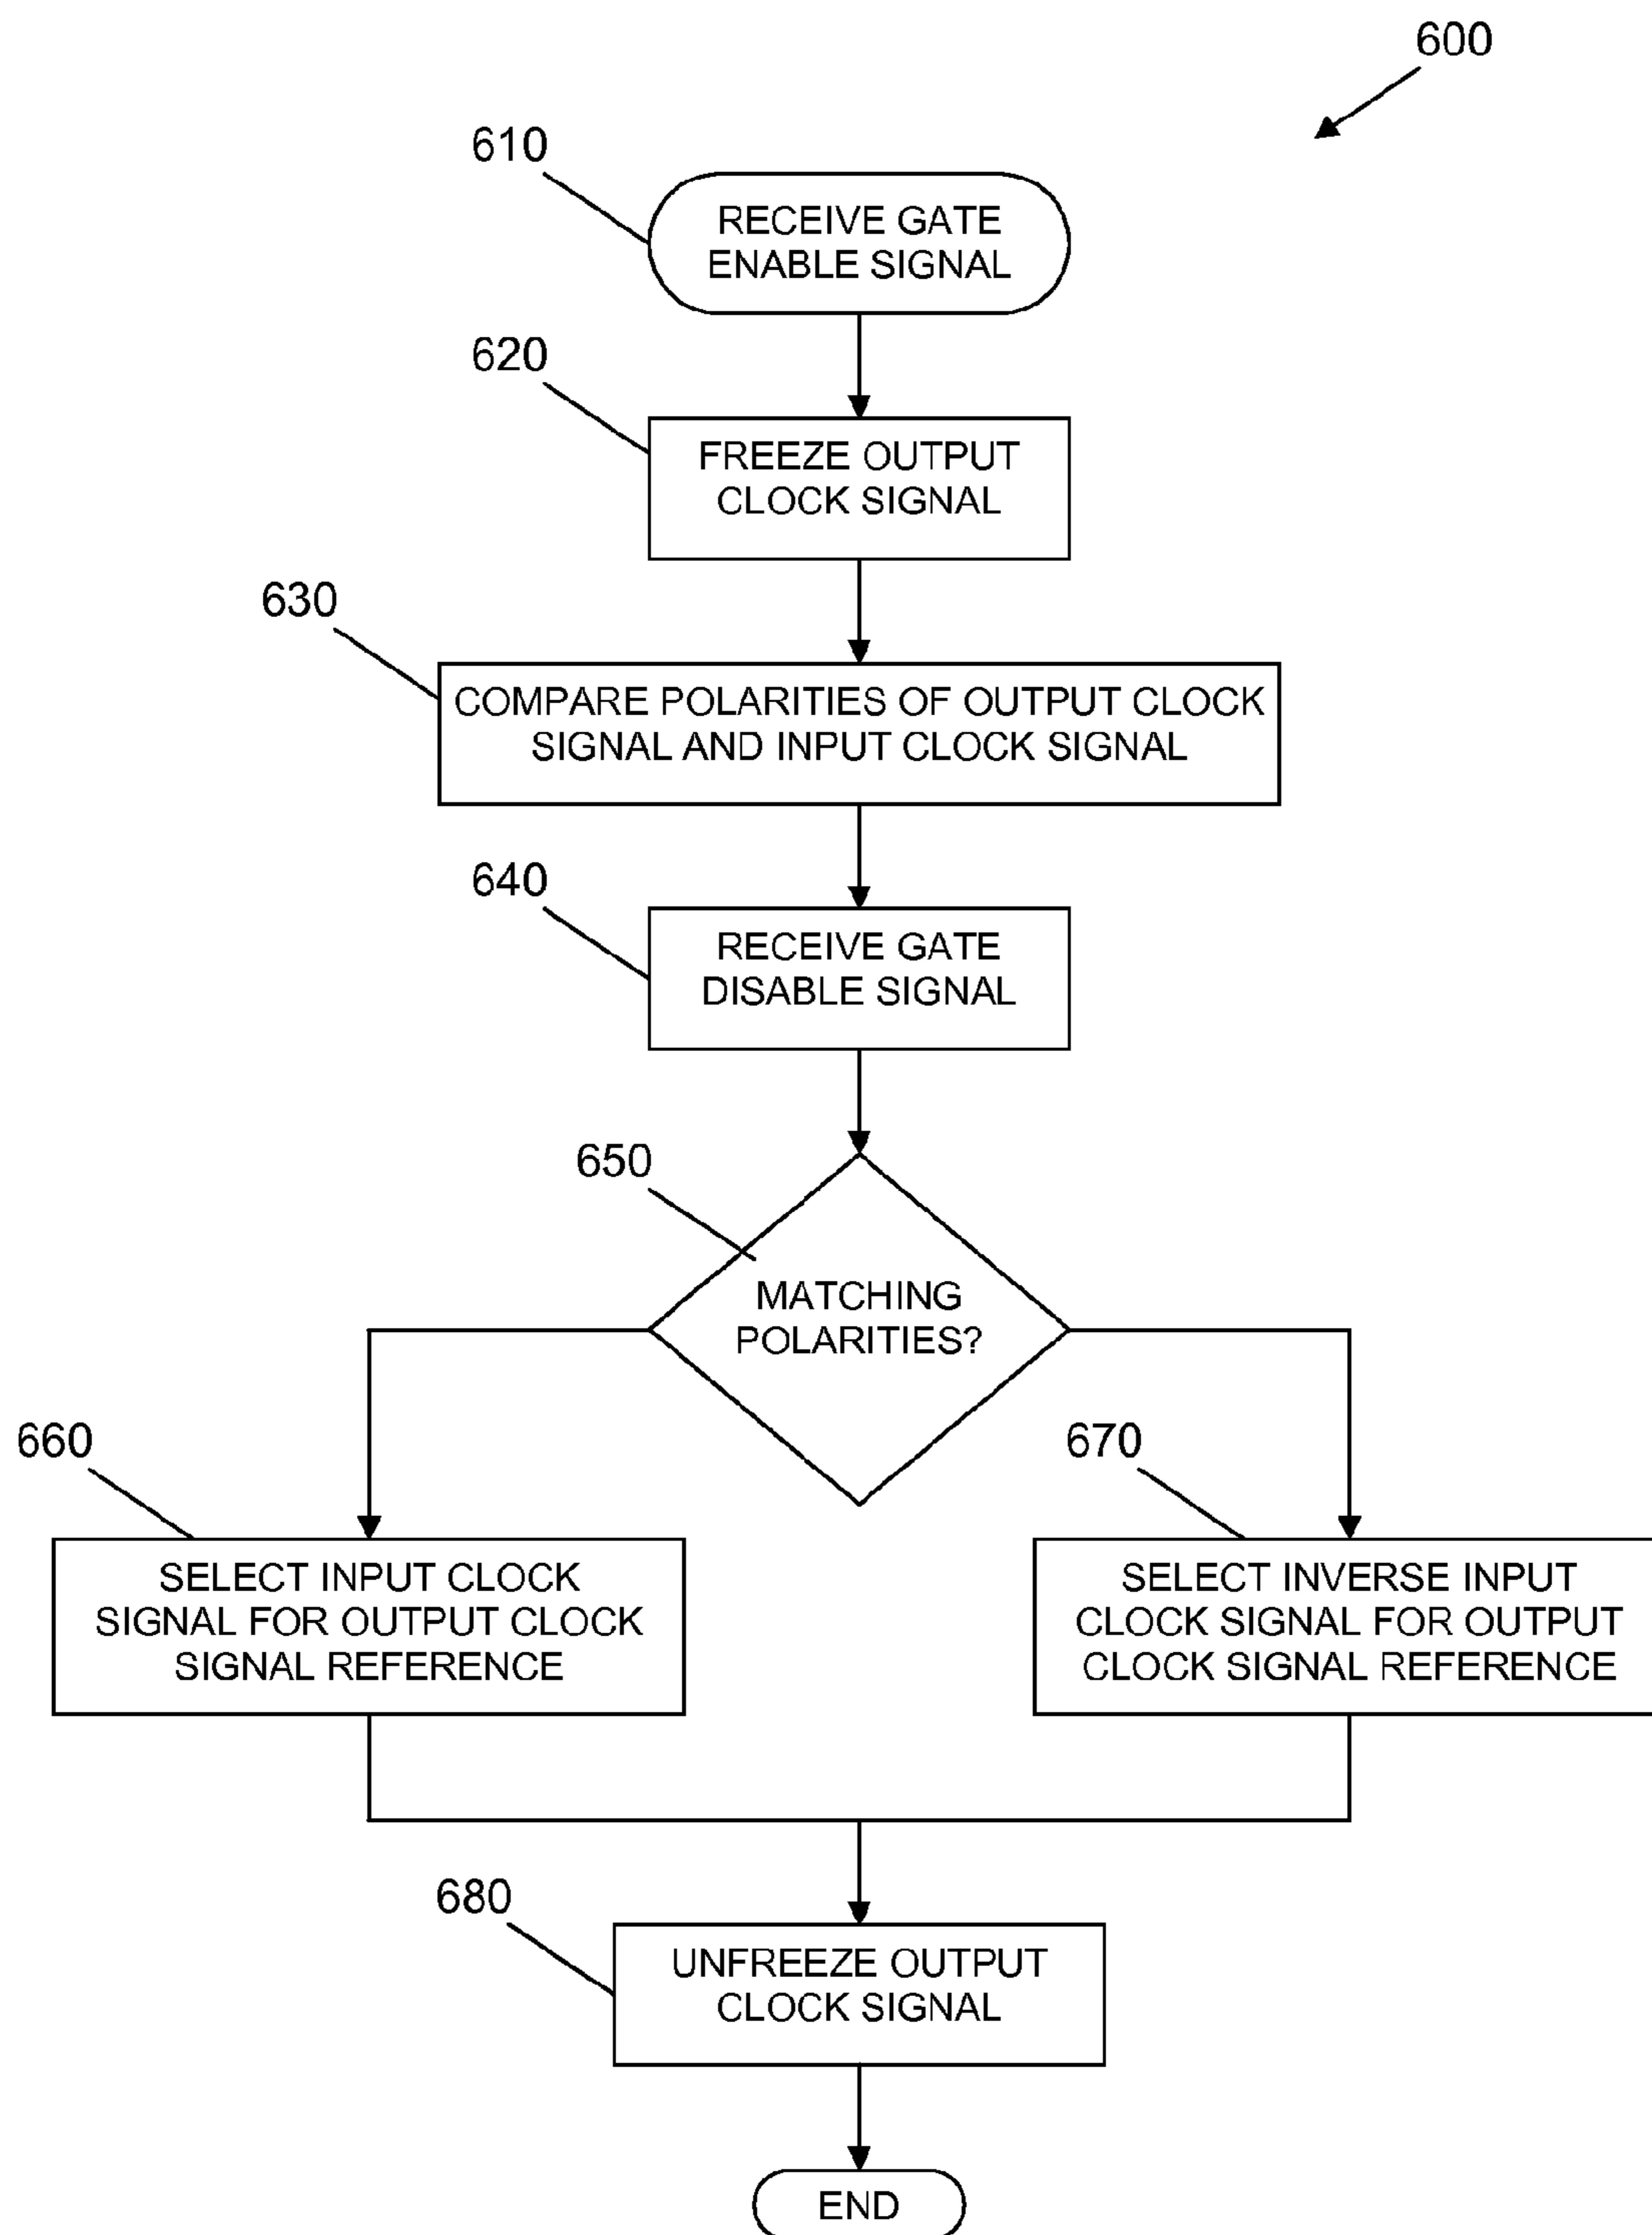 600
610
RECEIVE GATE
ENABLE SIGNAL
620
FREEZE OUTPUT
CLOCK SIGNAL
630
COMPARE POLARITIES OF OUTPUT CLOCK
SIGNAL AND INPUT CLOCK SIGNAL
640
RECEIVE GATE
DISABLE SIGNAL
650
MATCHING
POLARITIES?
660
SELECT INPUT CLOCK
SIGNAL FOR OUTPUT CLOCK
SIGNAL REFERENCE
670
SELECT INVERSE INPUT
CLOCK SIGNAL FOR OUTPUT
CLOCK SIGNAL REFERENCE
680
UNFREEZE OUTPUT
CLOCK SIGNAL
END